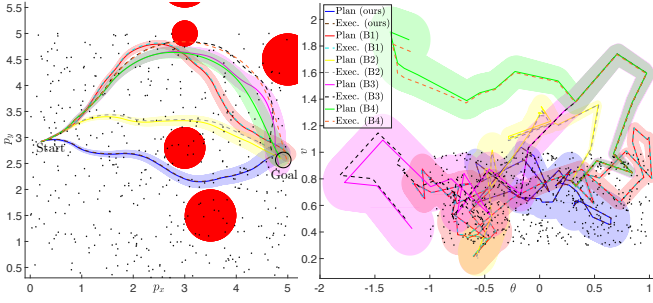 5.5
5
4.5
4
3.5
3
2.5
2
1.5
1
0.5
p_y
Start
Goal
0
1
2
3
4
5
p_x
2
1.8
1.6
1.4
1.2
1
0.8
0.6
0.4
0.2
v
Plan (ours)
Exec. (ours)
Plan (B1)
Exec. (B1)
Plan (B2)
Exec. (B2)
Plan (B3)
Exec. (B3)
Plan (B4)
Exec. (B4)
-2
-1.5
-1
-0.5
0
0.5
1
θ